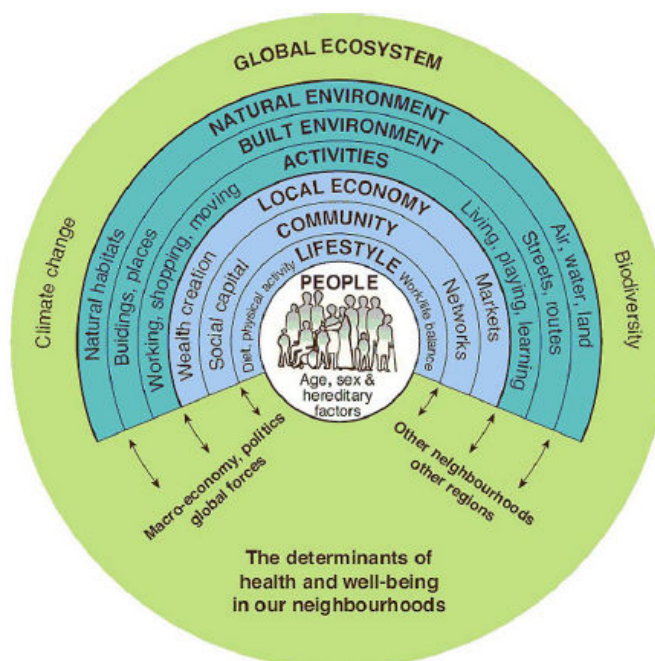 GLOBAL ECOSYSTEM
NATURAL ENVIRONMENT
BUILT ENVIRONMENT
ACTIVITIES
LOCAL ECONOMY
COMMUNITY
LIFESTYLE
PEOPLE
Age, sex &
hereditary
factors
Climate change
Natural habitats
Buidings, places
Working, shopping, moving
Wealth creation
Social capital
Diet, physical activity
Work/life balance
Networks
Markets
Living, playing, learning
Streets, routes
Air, water, land
Biodiversity
Macro-economy, politics
global forces
Other neighbourhoods
other regions
The determinants of
health and well-being
in our neighbourhoods